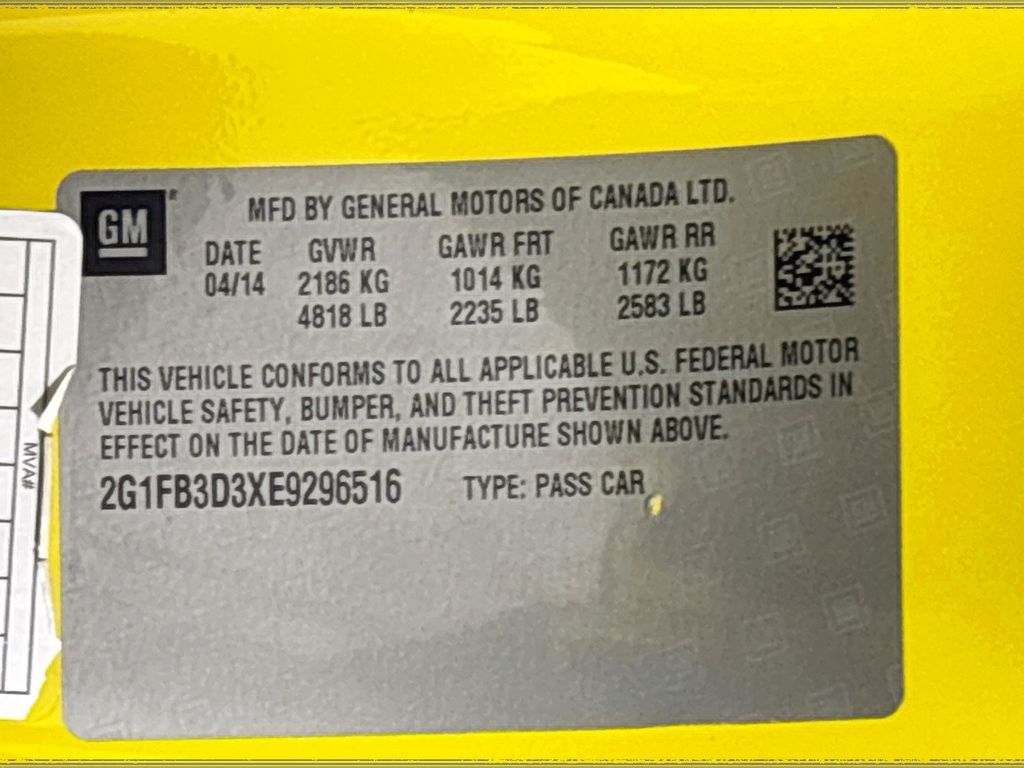 GM
MFD BY GENERAL MOTORS OF CANADA LTD.
DATE GVWR GAWR FRT GAWR RR
04/14 2186 KG 1014 KG 1172 KG
4818 LB 2235 LB 2583 LB
THIS VEHICLE CONFORMS TO ALL APPLICABLE U.S. FEDERAL MOTOR
VEHICLE SAFETY, BUMPER, AND THEFT PREVENTION STANDARDS IN
EFFECT ON THE DATE OF MANUFACTURE SHOWN ABOVE.
2G1FB3D3XE9296516 TYPE: PASS CAR
MVA#